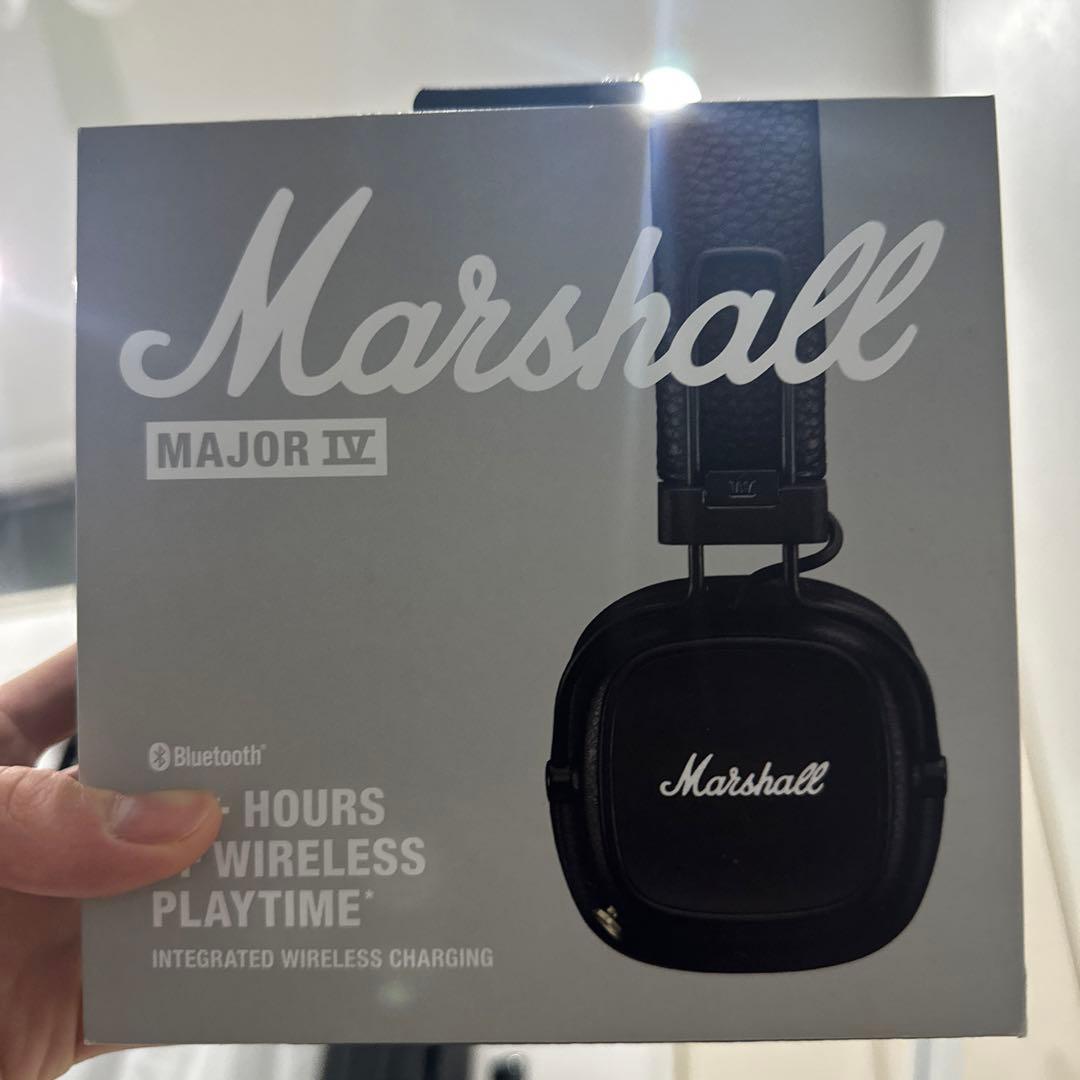 Marshall
MAJOR IV
Bluetooth®
+ HOURS
WIRELESS
PLAYTIME*
INTEGRATED WIRELESS CHARGING
Marshall